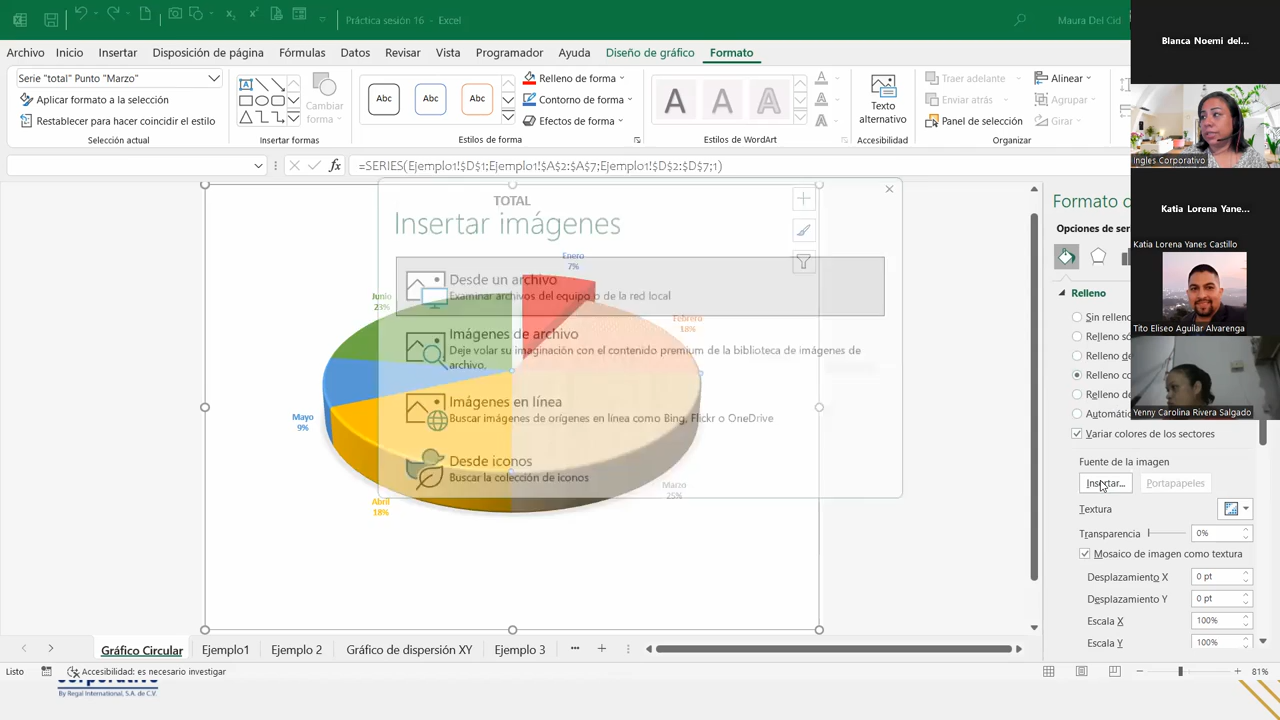 Práctica sesión 16 - Excel
Maura Del Cid
Archivo Inicio Insertar Disposición de página Fórmulas Datos Revisar Vista Programador Ayuda Diseño de gráfico Formato
Serie "total" Punto "Marzo"
Aplicar formato a la selección
Restablecer para hacer coincidir el estilo
Selección actual
Cambiar
forma
Insertar formas
Abc Abc Abc
Relleno de forma
Contorno de forma
Efectos de forma
Estilos de forma
A A A
Estilos de WordArt
Texto
alternativo
Accesibilidad
Traer adelante
Enviar atrás
Panel de selección
Alinear
Agrupar
Girar
Organizar
fx =SERIES(Ejemplo1!$D$1;Ejemplo1!$A$2:$A$7;Ejemplo1!$D$2:$D$7;1)
TOTAL
Insertar imágenes
Enero
7%
Desde un archivo
Examinar archivos del equipo o de la red local
Junio
23%
Febrero
18%
Imágenes de archivo
Deje volar su imaginación con el contenido premium de la biblioteca de imágenes de
archivo.
Imágenes en línea
Buscar imágenes de orígenes en línea como Bing, Flickr o OneDrive
Mayo
9%
Desde iconos
Buscar la colección de iconos
Marzo
25%
Abril
18%
Formato d
Opciones de ser
Relleno
Sin rellenc
Relleno só
Relleno de
Relleno cc
Relleno de
Automátic
Variar colores de los sectores
Fuente de la imagen
Insertar... Portapapeles
Textura
Transparencia 0%
Mosaico de imagen como textura
Desplazamiento X 0 pt
Desplazamiento Y 0 pt
Escala X 100%
Escala Y 100%
Blanca Noemi del...
Ingles Corporativo
Katia Lorena Yane...
Katia Lorena Yanes Castillo
Tito Eliseo Aguilar Alvarenga
Yenny Carolina Rivera Salgado
Gráfico Circular Ejemplo1 Ejemplo 2 Gráfico de dispersión XY Ejemplo 3
Listo Accesibilidad: es necesario investigar 81%
Corporativo
By Regal International, S.A. de C.V.